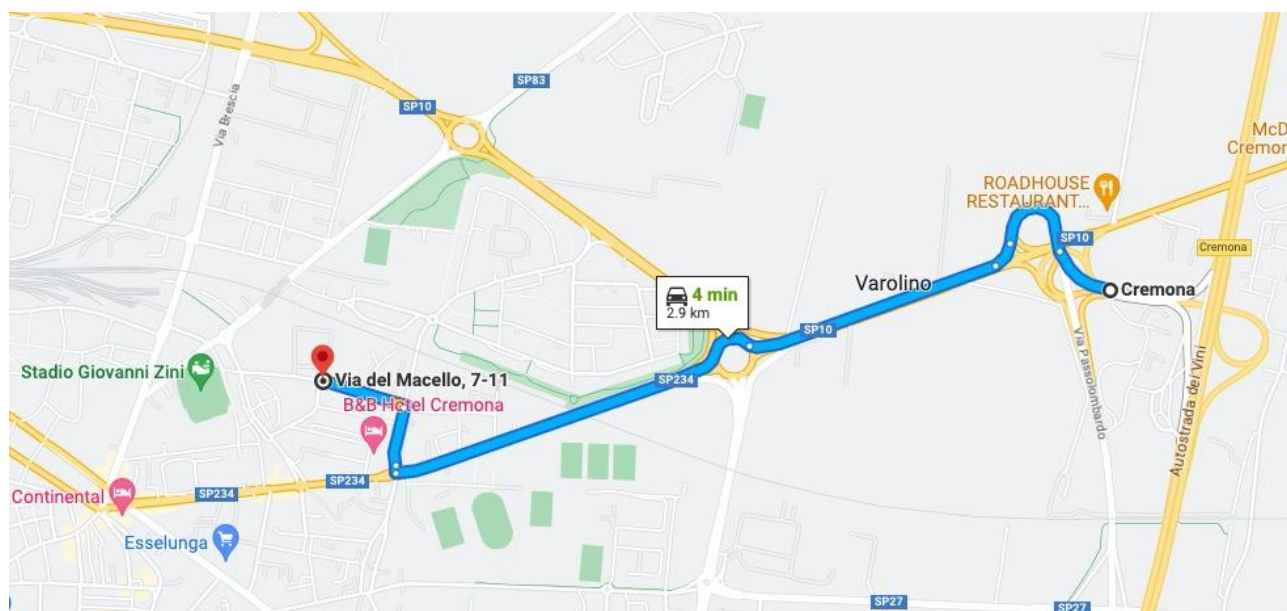 SP83
SP10
Via Brescia
McD
Cremon
ROADHOUSE
RESTAURANT...
SP10
Cremona
Cremona
Varolino
4 min
2.9 km
SP10
Stadio Giovanni Zini
Via del Macello, 7-11
SP234
B&B Hotel Cremona
Via Passolombardo
Autostrada dei Vini
SP234
SP234
Continental
Esselunga
SP27
SP27